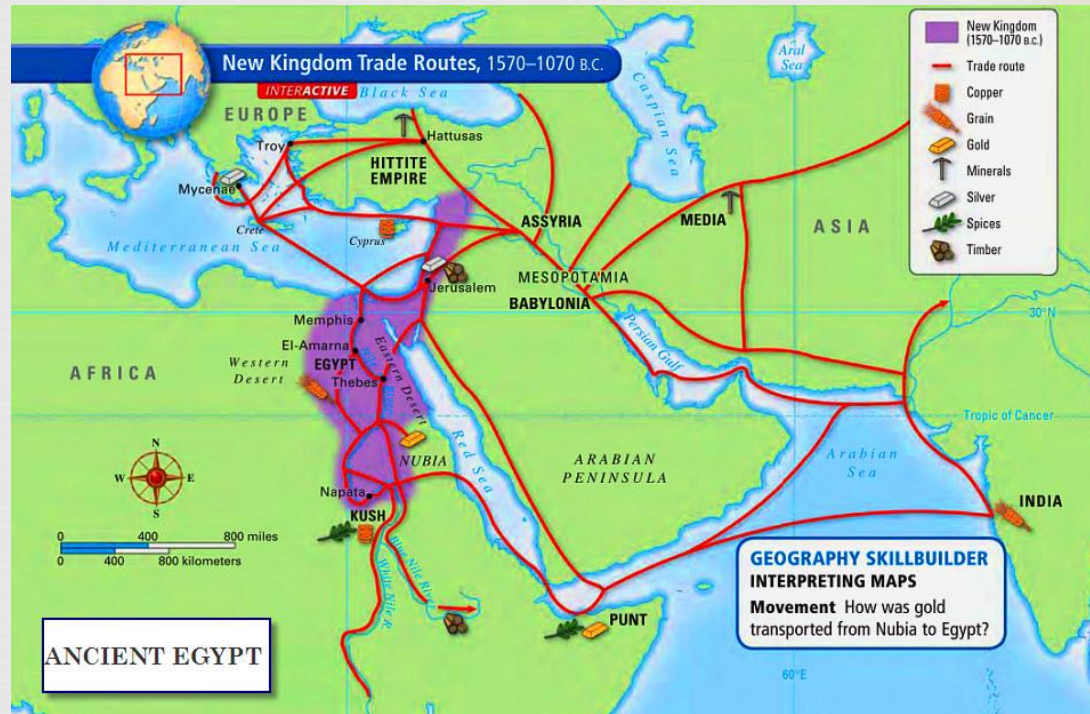 New Kingdom Trade Routes, 1570–1070 B.C.
INTERACTIVE
New Kingdom
(1570–1070 B.C.)
Trade route
Copper
Grain
Gold
Minerals
Silver
Spices
Timber
Aral
Sea
Black Sea
Caspian Sea
EUROPE
Troy
Hattusas
HITTITE
EMPIRE
Mycenae
Crete
Cyprus
Mediterranean Sea
ASSYRIA
MEDIA
ASIA
MESOPOTAMIA
BABYLONIA
Jerusalem
Memphis
30°N
El-Amarna
Western
Desert
EGYPT
Eastern Desert
Thebes
AFRICA
Persian Gulf
Tropic of Cancer
Red Sea
NUBIA
ARABIAN
PENINSULA
Arabian
Sea
Napata
KUSH
INDIA
N
W
E
S
0 400 800 miles
0 400 800 kilometers
Blue Nile River
White Nile R.
PUNT
60°E
GEOGRAPHY SKILLBUILDER
INTERPRETING MAPS
Movement How was gold
transported from Nubia to Egypt?
ANCIENT EGYPT